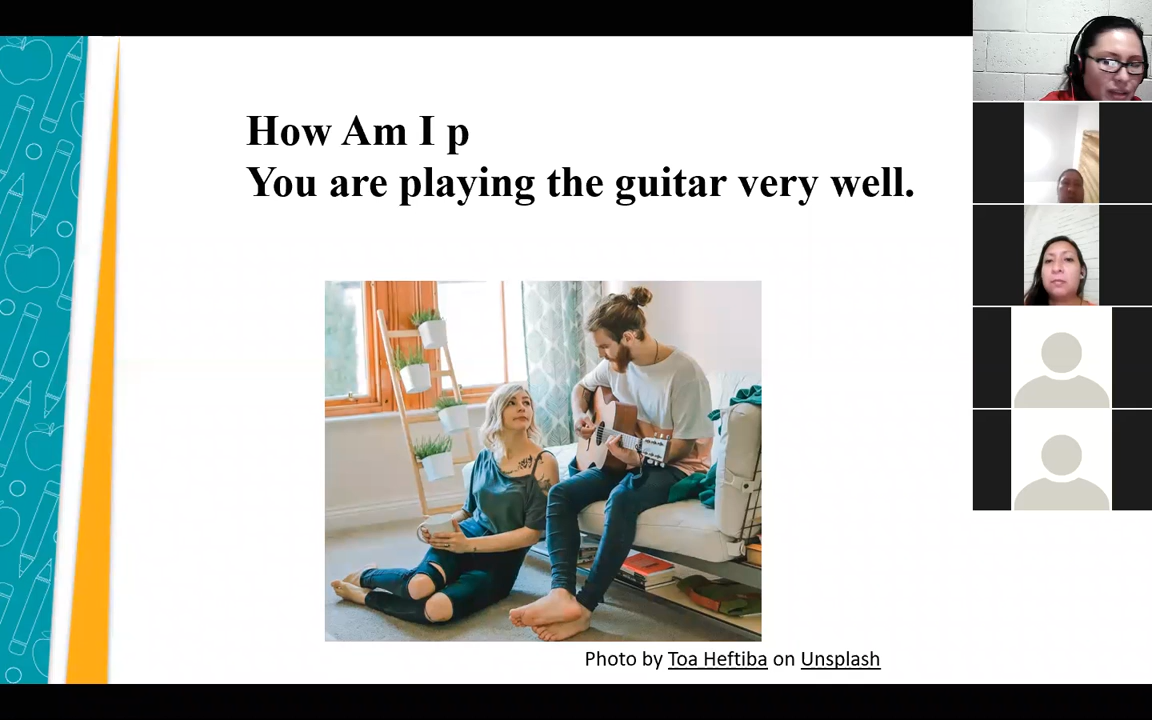 How Am I p
You are playing the guitar very well.
Photo by Toa Heftiba on Unsplash